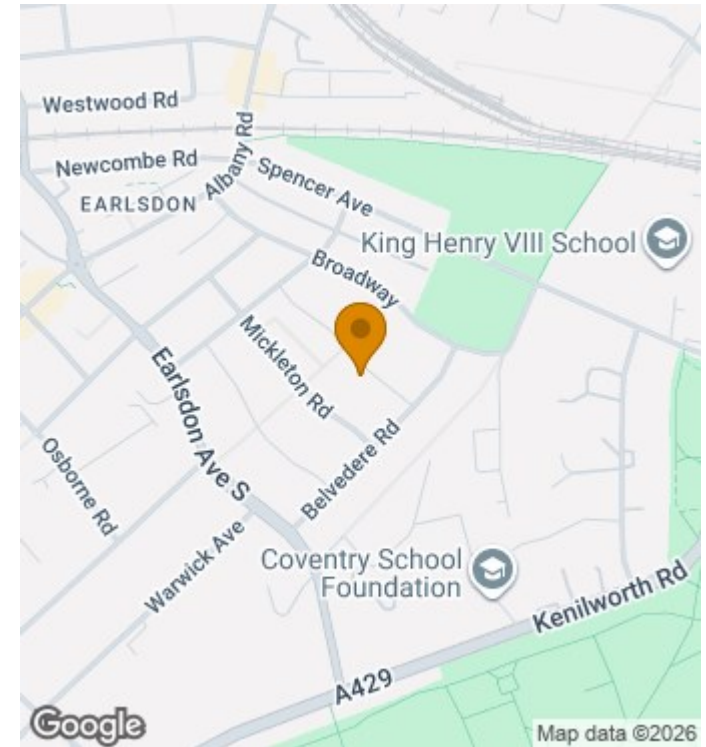 Westwood Rd
Newcombe Rd
Albany Rd
EARLSDON
Spencer Ave
King Henry VIII School
Broadway
Mickleton Rd
Earlsdon Ave S
Belvedere Rd
Osborne Rd
Warwick Ave
Coventry School
Foundation
Kenilworth Rd
A429
Google
Map data ©2026